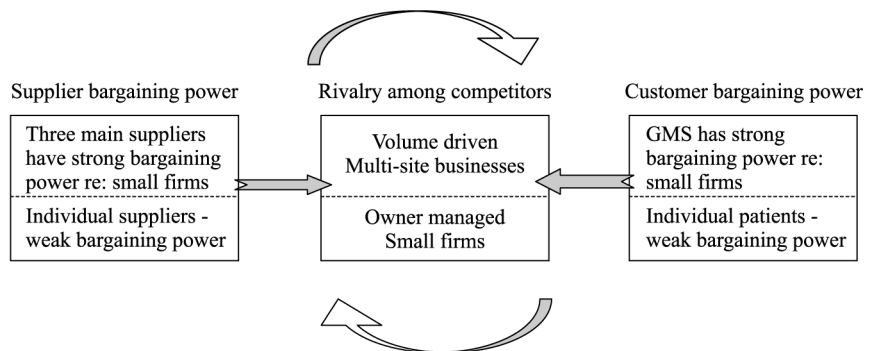 Supplier bargaining power
Rivalry among competitors
Customer bargaining power
Three main suppliers
have strong bargaining
power re: small firms
Individual suppliers -
weak bargaining power
Volume driven
Multi-site businesses
Owner managed
Small firms
GMS has strong
bargaining power re:
small firms
Individual patients -
weak bargaining power